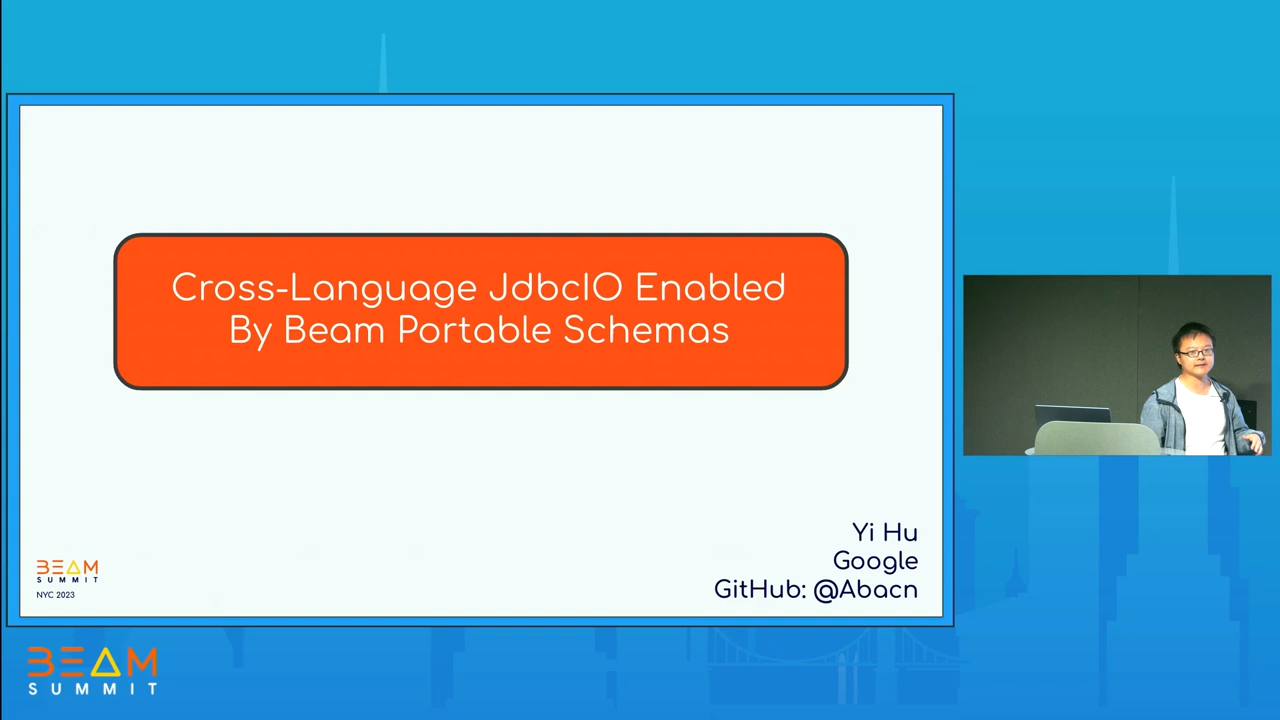 Cross-Language JdbcIO Enabled
By Beam Portable Schemas
Yi Hu
Google
GitHub: @Abacn
BEAM
SUMMIT
NYC 2023
BEAM
SUMMIT